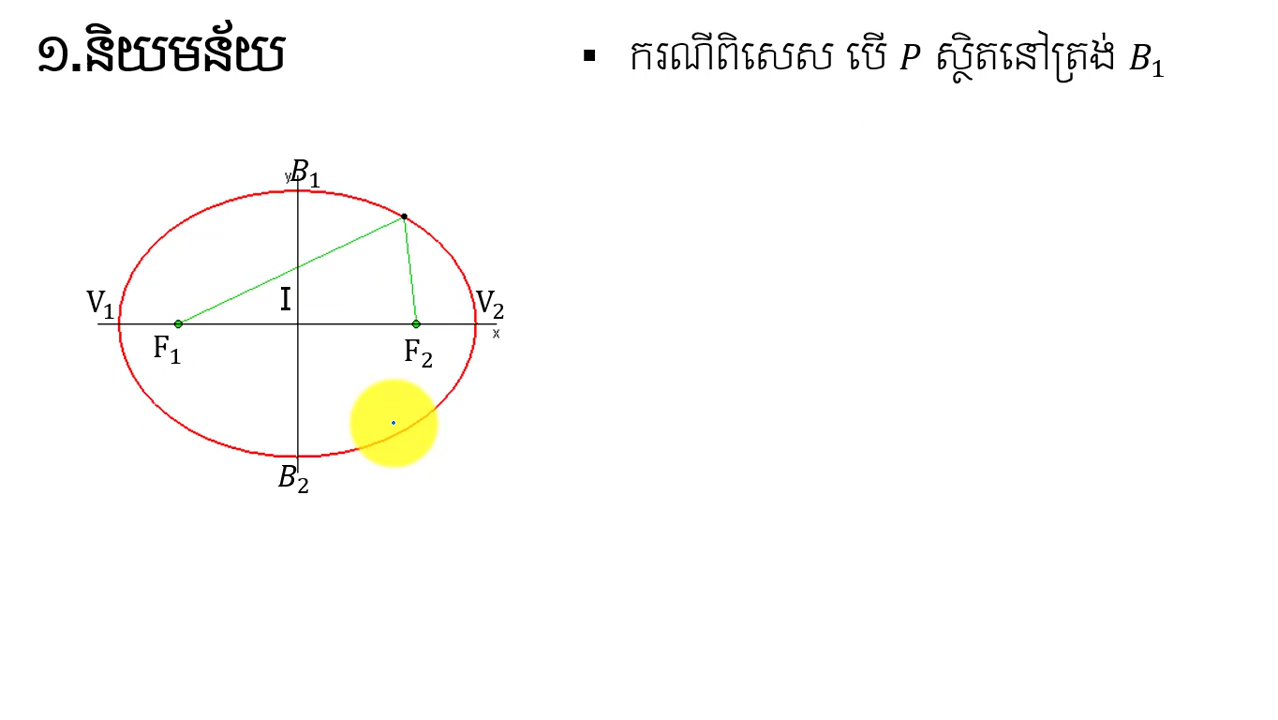 ១.និយមន័យ
▪ ករណីពិសេស បើ P ស្ថិតនៅត្រង់ B₁
y
B₁
V₁
I
V₂
x
F₁
F₂
B₂